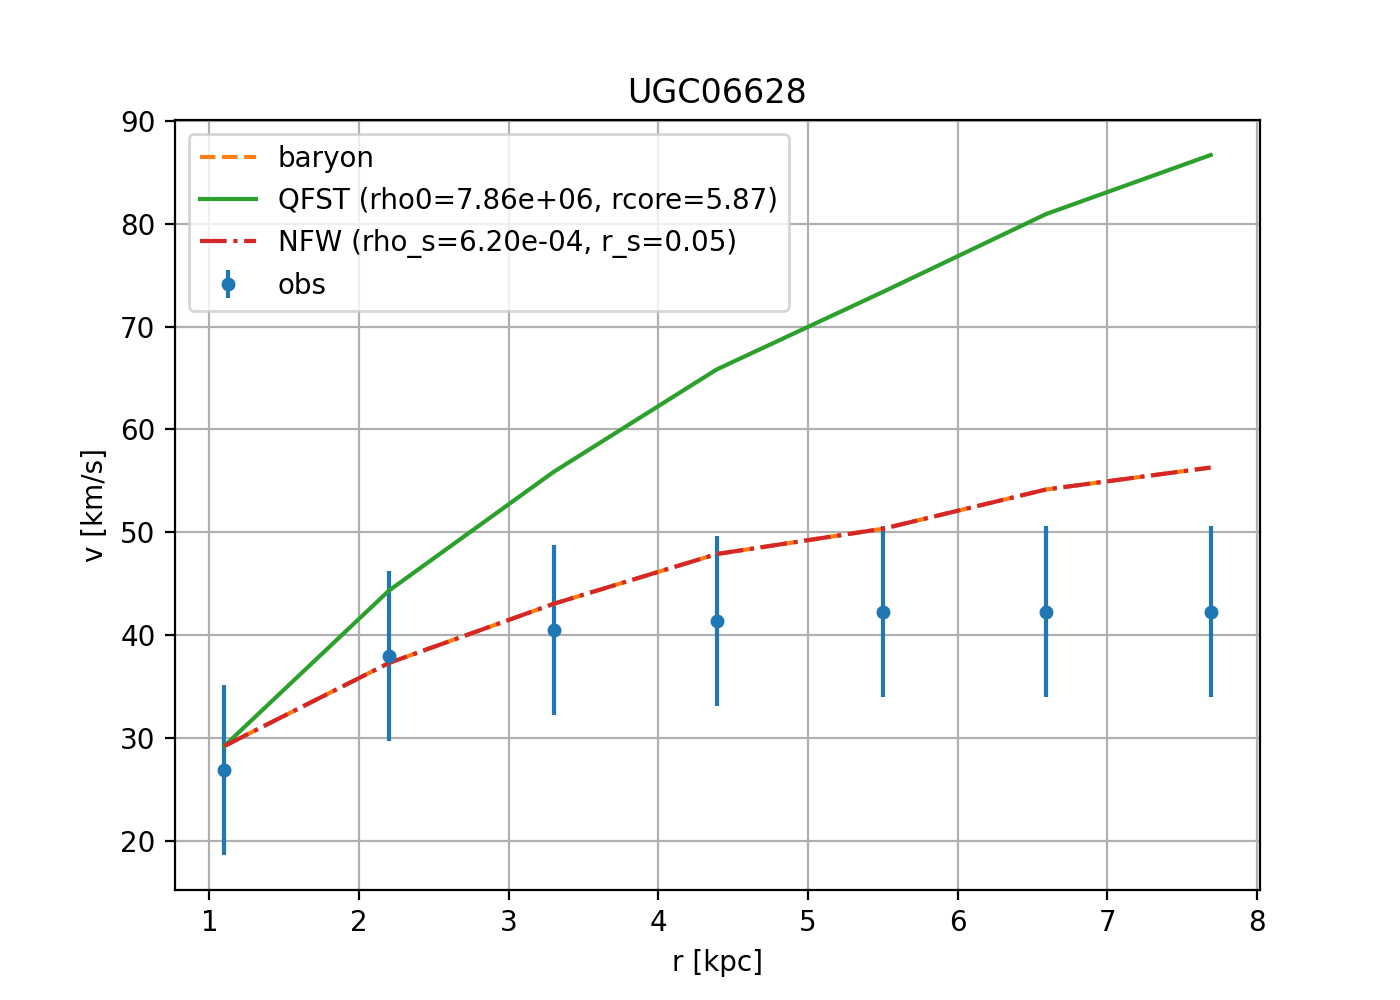 UGC06628
90
80
70
60
50
40
30
20
v [km/s]
baryon
QFST (rho0=7.86e+06, rcore=5.87)
NFW (rho_s=6.20e-04, r_s=0.05)
obs
1 2 3 4 5 6 7 8
r [kpc]